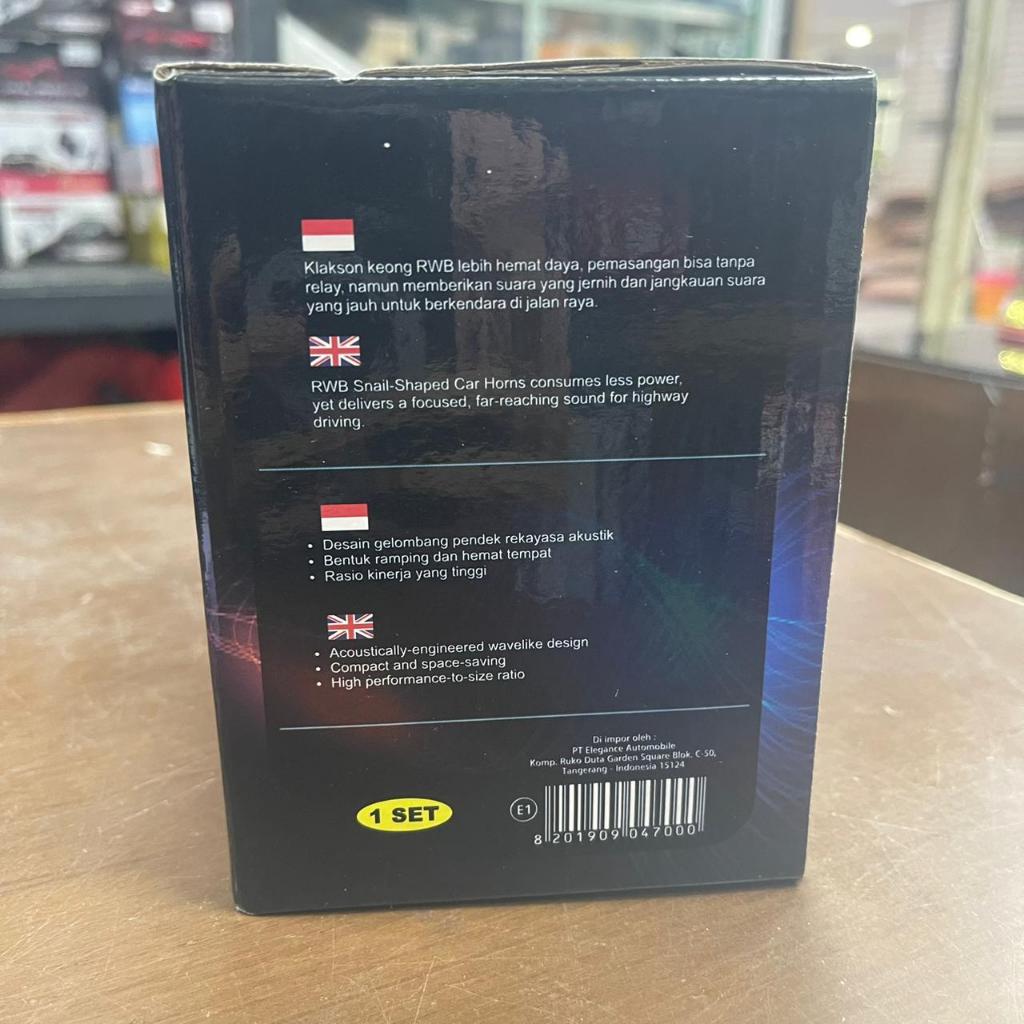 Klakson keong RWB lebih hemat daya, pemasangan bisa tanpa
relay, namun memberikan suara yang jernih dan jangkauan suara
yang jauh untuk berkendara di jalan raya.
RWB Snail-Shaped Car Horns consumes less power,
yet delivers a focused, far-reaching sound for highway
driving.
• Desain gelombang pendek rekayasa akustik
• Bentuk ramping dan hemat tempat
• Rasio kinerja yang tinggi
• Acoustically-engineered wavelike design
• Compact and space-saving
• High performance-to-size ratio
Di impor oleh :
PT Elegance Automobile
Komp. Ruko Duta Garden Square Blok. C-50,
Tangerang - Indonesia 15124
1 SET
E1
8 201909 047000